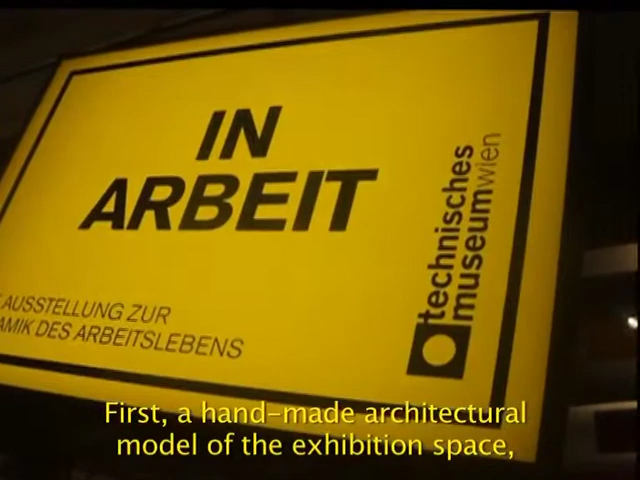 IN
ARBEIT
AUSSTELLUNG ZUR
AMIK DES ARBEITSLEBENS
technisches
museumwien
First, a hand-made architectural
model of the exhibition space,